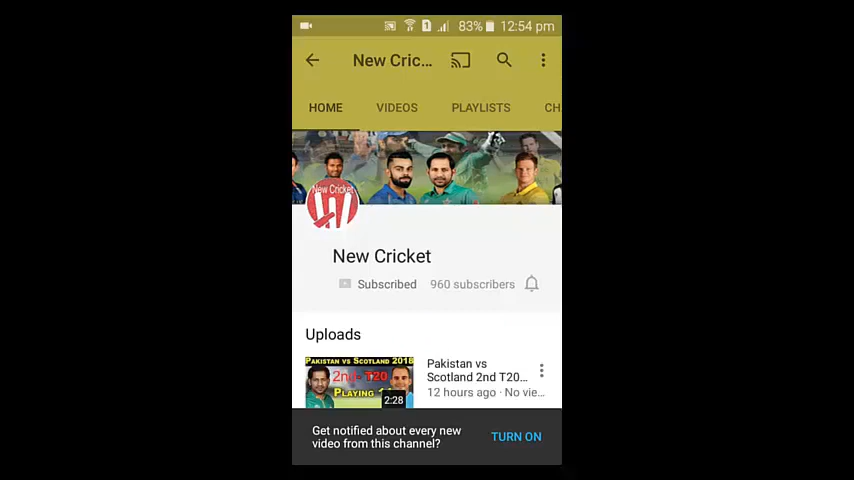 83% 12:54 pm
New Cric...
HOME VIDEOS PLAYLISTS CH
New Cricket
New Cricket
Subscribed 960 subscribers
Uploads
PAKISTAN VS SCOTLAND 2018
2nd- T20
PLAYING
2:28
Pakistan vs
Scotland 2nd T20...
12 hours ago · No vie...
Get notified about every new
video from this channel?
TURN ON